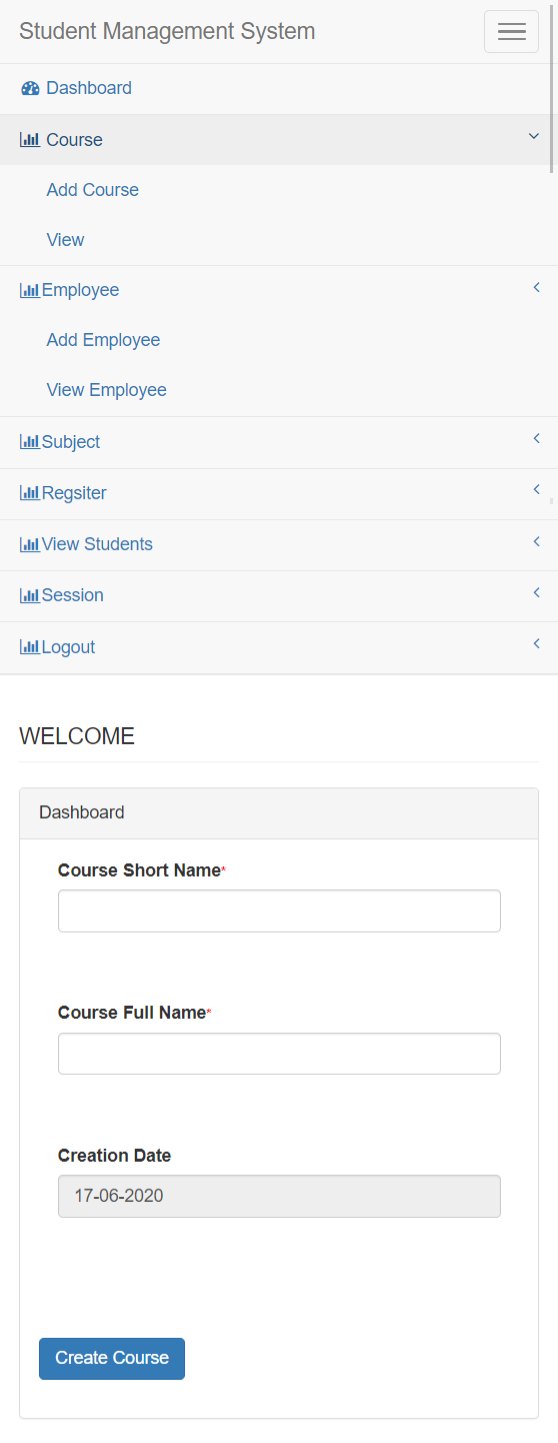 Student Management System
Dashboard
Course
Add Course
View
Employee
Add Employee
View Employee
Subject
Regsiter
View Students
Session
Logout
WELCOME
Dashboard
Course Short Name*
Course Full Name*
Creation Date
17-06-2020
Create Course